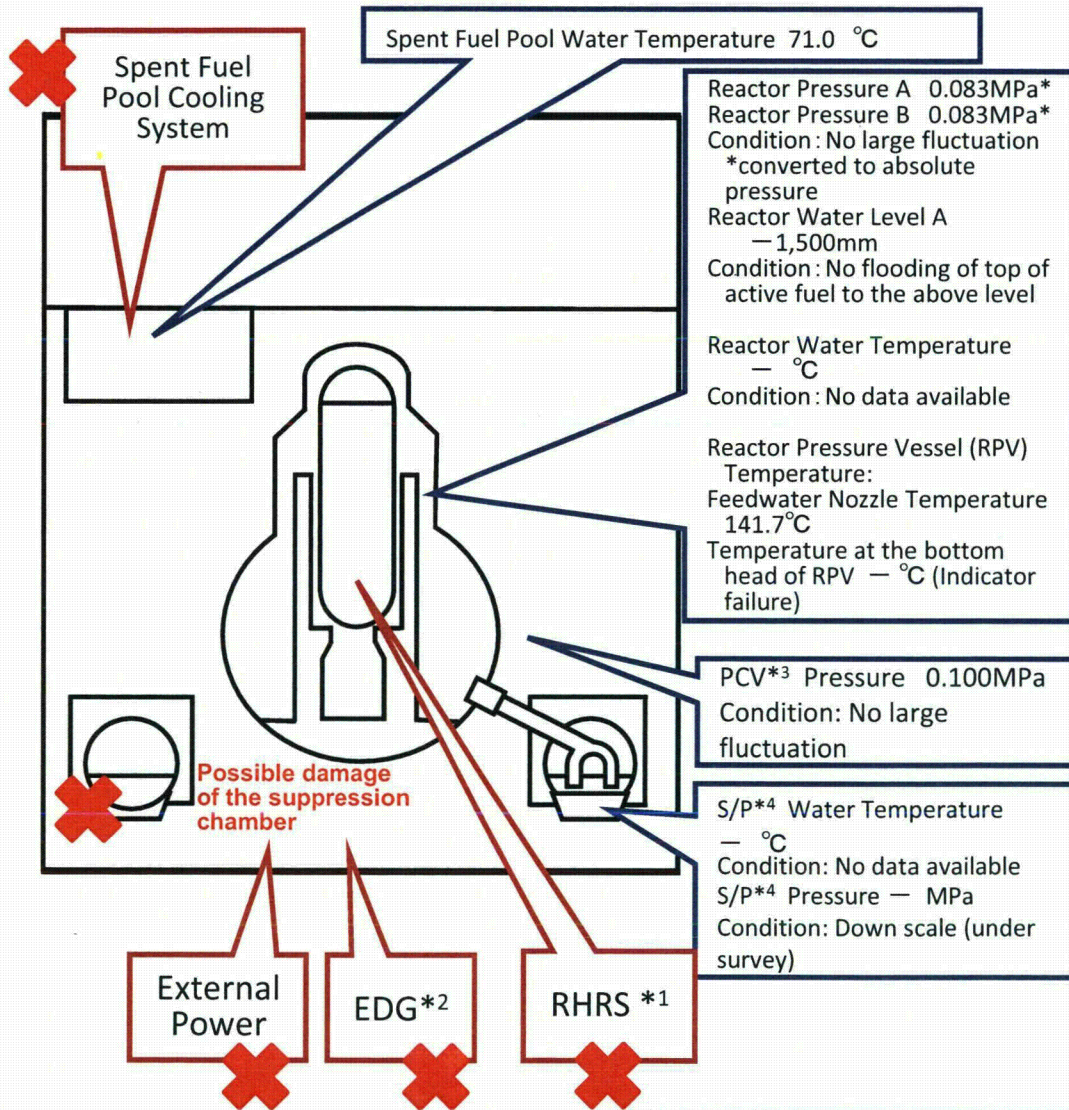 Spent Fuel Pool Water Temperature 71.0 ℃
Spent Fuel
Pool Cooling
System
Reactor Pressure A 0.083MPa*
Reactor Pressure B 0.083MPa*
Condition : No large fluctuation
*converted to absolute
pressure
Reactor Water Level A
－1,500mm
Condition : No flooding of top of
active fuel to the above level
Reactor Water Temperature
－ ℃
Condition : No data available
Reactor Pressure Vessel (RPV)
Temperature:
Feedwater Nozzle Temperature
141.7℃
Temperature at the bottom
head of RPV － ℃ (Indicator
failure)
PCV*3 Pressure 0.100MPa
Condition: No large
fluctuation
Possible damage
of the suppression
chamber
S/P*4 Water Temperature
－ ℃
Condition: No data available
S/P*4 Pressure － MPa
Condition: Down scale (under
survey)
External
Power
EDG*2
RHRS *1